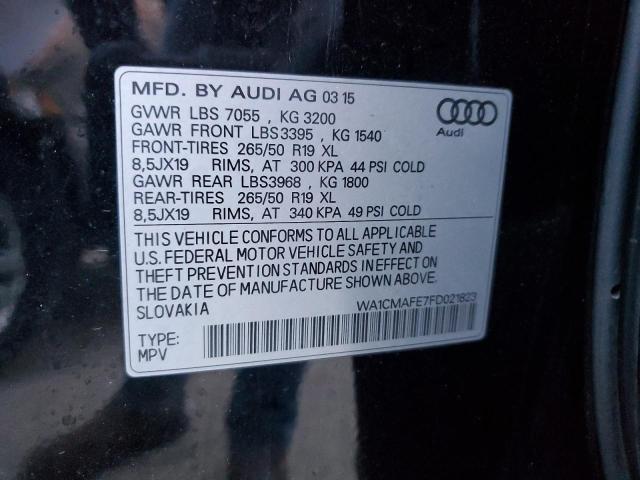 MFD. BY AUDI AG 03 15
GVWR LBS 7055 , KG 3200
GAWR FRONT LBS3395 , KG 1540
FRONT-TIRES 265/50 R19 XL
8,5JX19 RIMS, AT 300 KPA 44 PSI COLD
GAWR REAR LBS3968 , KG 1800
REAR-TIRES 265/50 R19 XL
8,5JX19 RIMS, AT 340 KPA 49 PSI COLD
Audi
THIS VEHICLE CONFORMS TO ALL APPLICABLE
U.S. FEDERAL MOTOR VEHICLE SAFETY AND
THEFT PREVENTION STANDARDS IN EFFECT ON
THE DATE OF MANUFACTURE SHOWN ABOVE.
SLOVAKIA
WA1CMAFE7FD021823
TYPE:
MPV